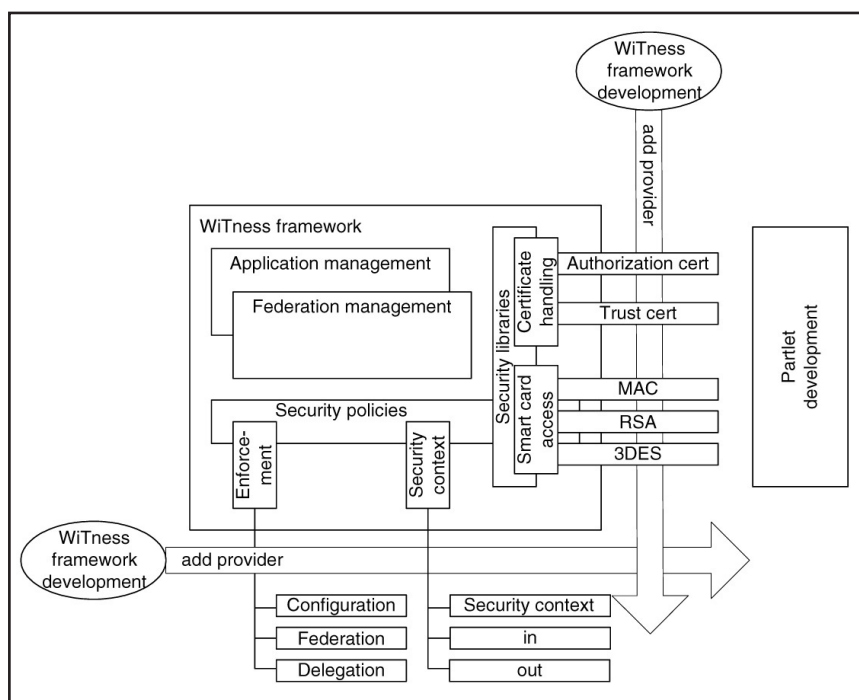 WiTness
framework
development
add provider
WiTness framework
Application management
Federation management
Security libraries
Certificate
handling
Authorization cert
Trust cert
Partlet
development
Security policies
Smart card
access
MAC
RSA
3DES
Enforce-
ment
Security
context
WiTness
framework
development
add provider
Configuration
Federation
Delegation
Security context
in
out